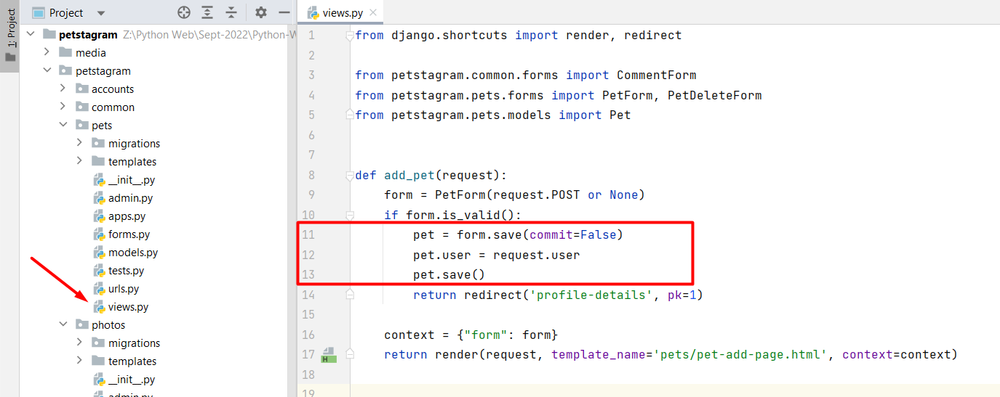 1: Project
Project
petstagram Z:\Python Web\Sept-2022\Python-W
media
petstagram
accounts
common
pets
migrations
templates
__init__.py
admin.py
apps.py
forms.py
models.py
tests.py
urls.py
views.py
photos
migrations
templates
__init__.py
admin.py
views.py
1 from django.shortcuts import render, redirect
2
3 from petstagram.common.forms import CommentForm
4 from petstagram.pets.forms import PetForm, PetDeleteForm
5 from petstagram.pets.models import Pet
6
7
8 def add_pet(request):
9 form = PetForm(request.POST or None)
10 if form.is_valid():
11 pet = form.save(commit=False)
12 pet.user = request.user
13 pet.save()
14 return redirect('profile-details', pk=1)
15
16 context = {"form": form}
17 return render(request, template_name='pets/pet-add-page.html', context=context)
18
19